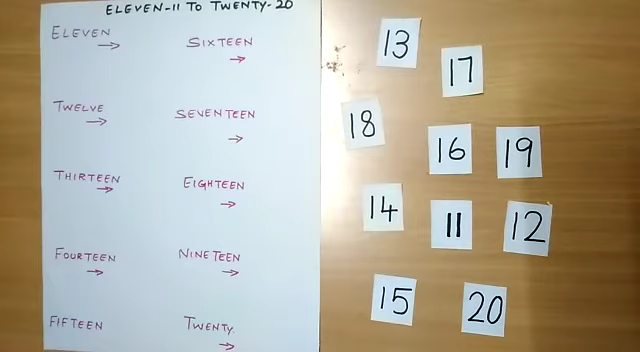 ELEVEN-11 TO TWENTY-20
ELEVEN →
SIXTEEN →
TWELVE →
SEVENTEEN →
THIRTEEN →
EIGHTEEN →
FOURTEEN →
NINETEEN →
FIFTEEN
TWENTY →
13
17
18
16
19
14
11
12
15
20